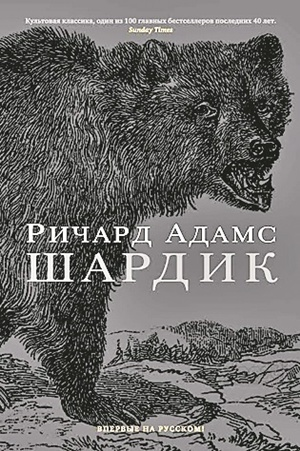 Культовая классика, один из 100 главных бестселлеров последних 40 лет.
Sunday Times
Ричард Адамс
ШАРДИК
ВПЕРВЫЕ НА РУССКОМ!